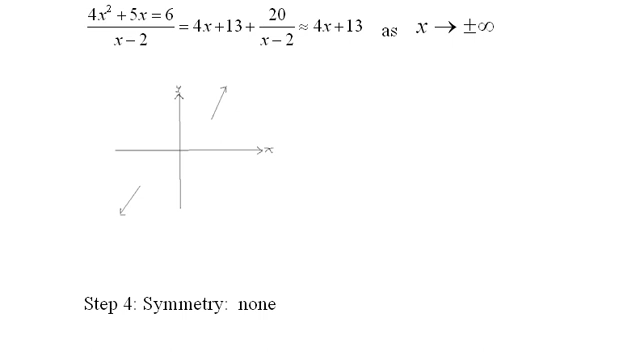 (4x² + 5x = 6)/(x − 2) = 4x + 13 + 20/(x − 2) ≈ 4x + 13 as x → ±∞
y
x
Step 4: Symmetry: none